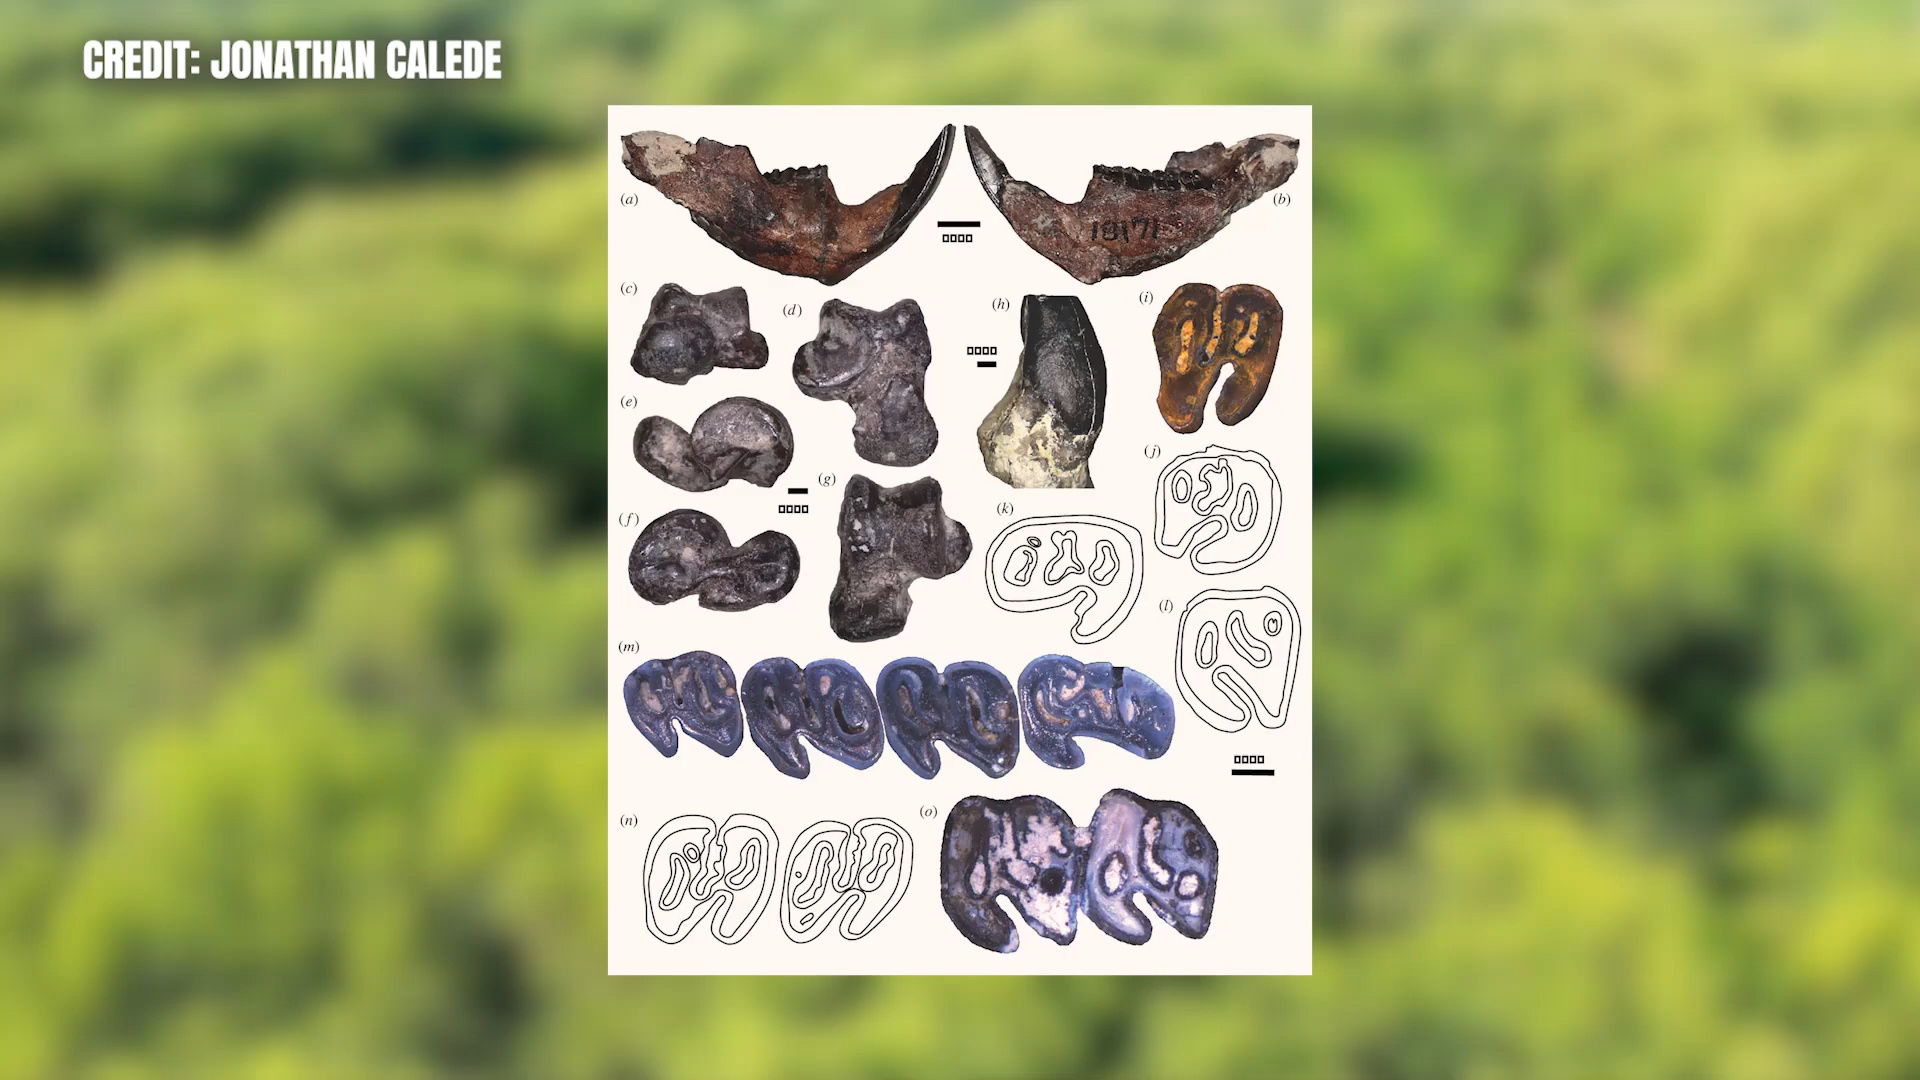 CREDIT: JONATHAN CALEDE
(a)
(b)
18171
(c)
(d)
(h)
(i)
(e)
(g)
(j)
(f)
(k)
(l)
(m)
(n)
(o)